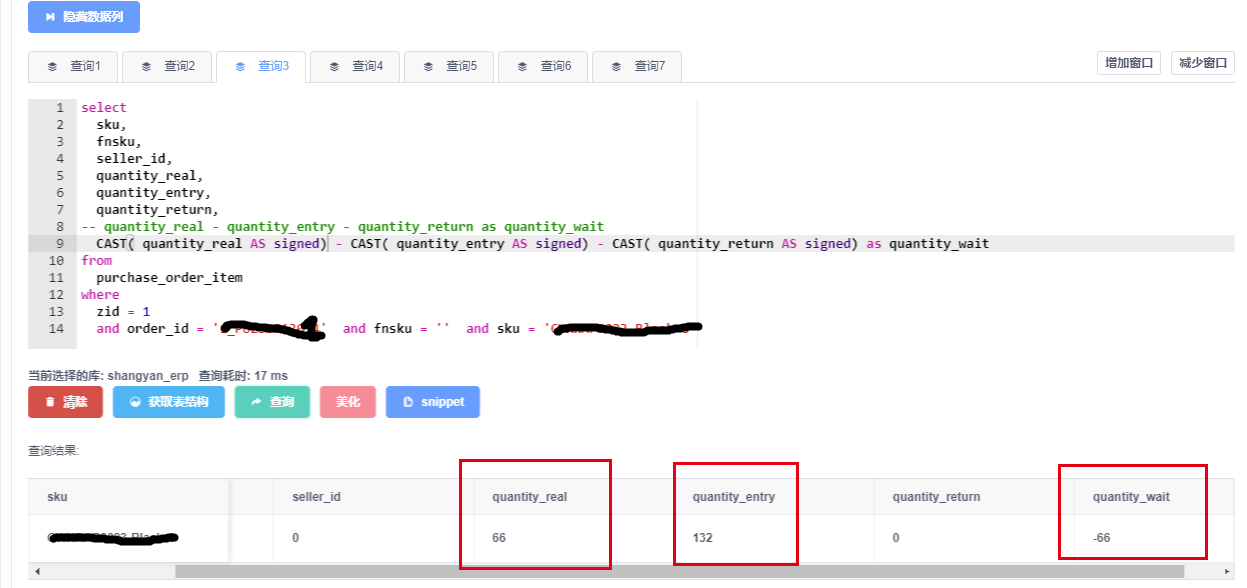 隐藏数据列
查询1 查询2 查询3 查询4 查询5 查询6 查询7 增加窗口 减少窗口
1 select
2 sku,
3 fnsku,
4 seller_id,
5 quantity_real,
6 quantity_entry,
7 quantity_return,
8 -- quantity_real - quantity_entry - quantity_return as quantity_wait
9 CAST( quantity_real AS signed) - CAST( quantity_entry AS signed) - CAST( quantity_return AS signed) as quantity_wait
10 from
11 purchase_order_item
12 where
13 zid = 1
14 and order_id = ' ' and fnsku = '' and sku = '
当前选择的库: shangyan_erp 查询耗时: 17 ms
清除 获取表结构 查询 美化 snippet
查询结果:
sku seller_id quantity_real quantity_entry quantity_return quantity_wait
0 66 132 0 -66